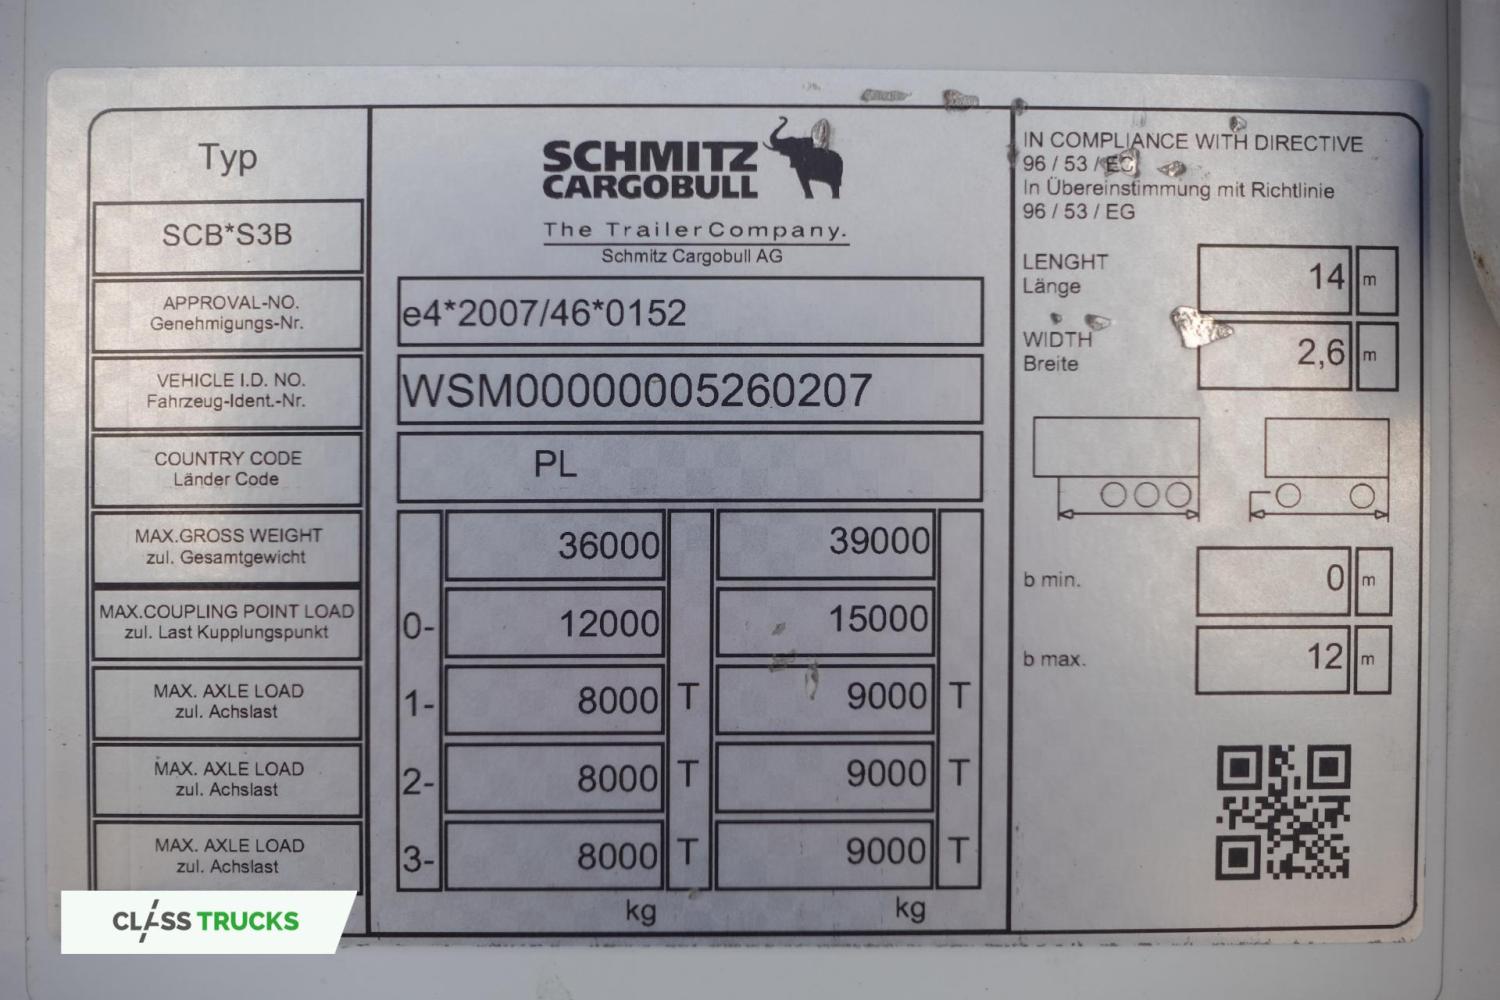 Typ
SCB*S3B
APPROVAL-NO.
Genehmigungs-Nr.
VEHICLE I.D. NO.
Fahrzeug-Ident.-Nr.
COUNTRY CODE
Länder Code
MAX.GROSS WEIGHT
zul. Gesamtgewicht
MAX.COUPLING POINT LOAD
zul. Last Kupplungspunkt
MAX. AXLE LOAD
zul. Achslast
MAX. AXLE LOAD
zul. Achslast
MAX. AXLE LOAD
zul. Achslast
SCHMITZ
CARGOBULL
The TrailerCompany.
Schmitz Cargobull AG
e4*2007/46*0152
WSM00000005260207
PL
36000 39000
0- 12000 15000
1- 8000 T 9000 T
2- 8000 T 9000 T
3- 8000 T 9000 T
kg kg
IN COMPLIANCE WITH DIRECTIVE
96 / 53 / EG
In Übereinstimmung mit Richtlinie
96 / 53 / EG
LENGHT
Länge
14 m
WIDTH
Breite
2,6 m
b min. 0 m
b max. 12 m
CLASS TRUCKS